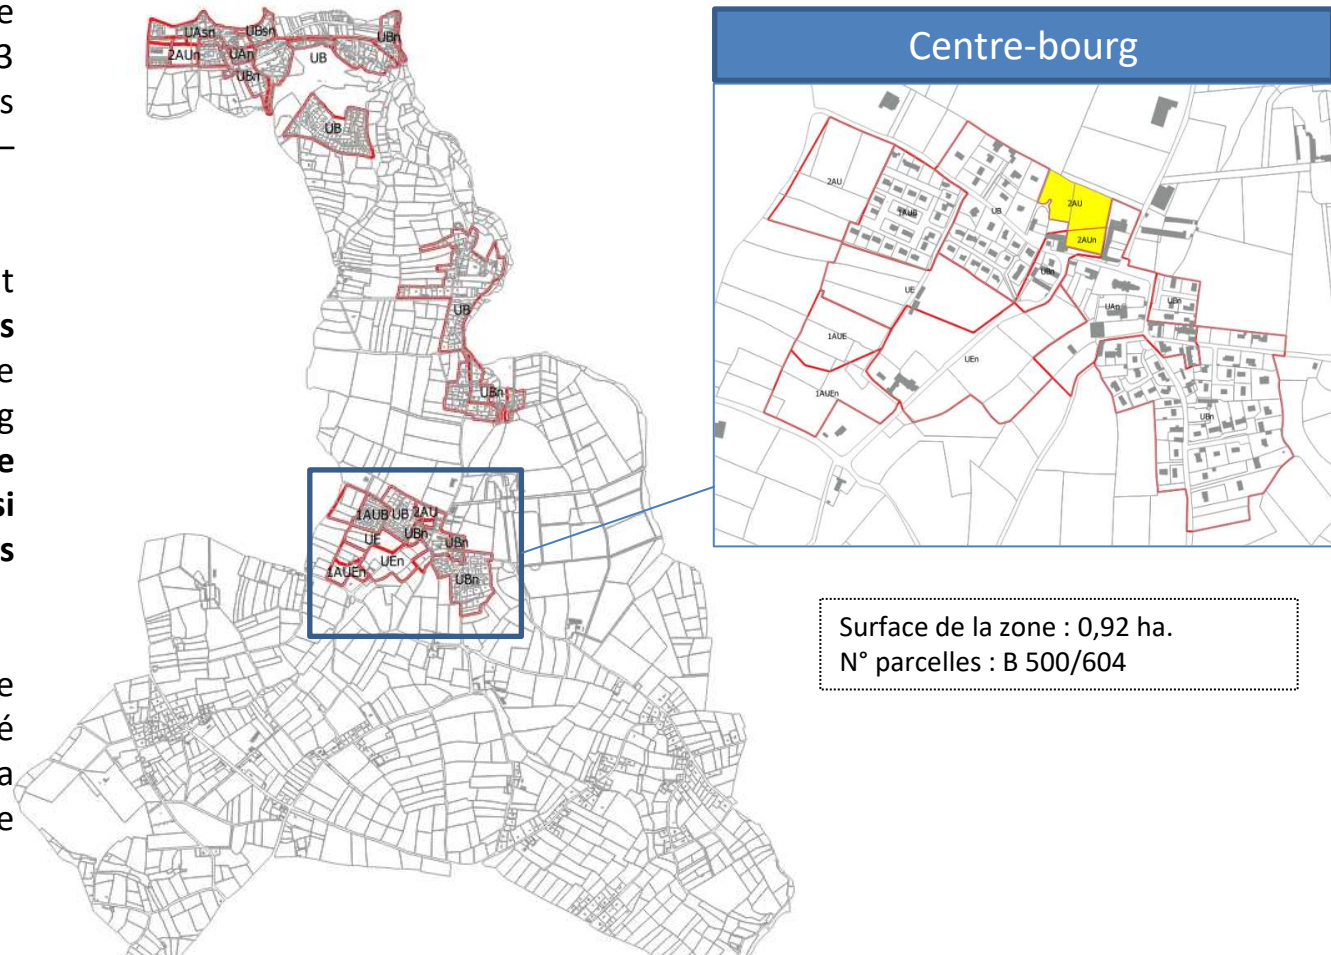 e
3
s
–
t
s
e
g
e
si
s
e
é
a
e
UAsn
UBsn
UBn
2AUn
UAn
UB
UBn
UB
UB
UBn
1AUB
UB
2AU
UBn
UE
UBn
UEn
1AUEn
UBn
Centre-bourg
2AU
1AUB
UB
2AU
2AUn
UBn
UE
UAn
UBn
1AUE
UEn
1AUEn
UBn
Surface de la zone : 0,92 ha.
N° parcelles : B 500/604